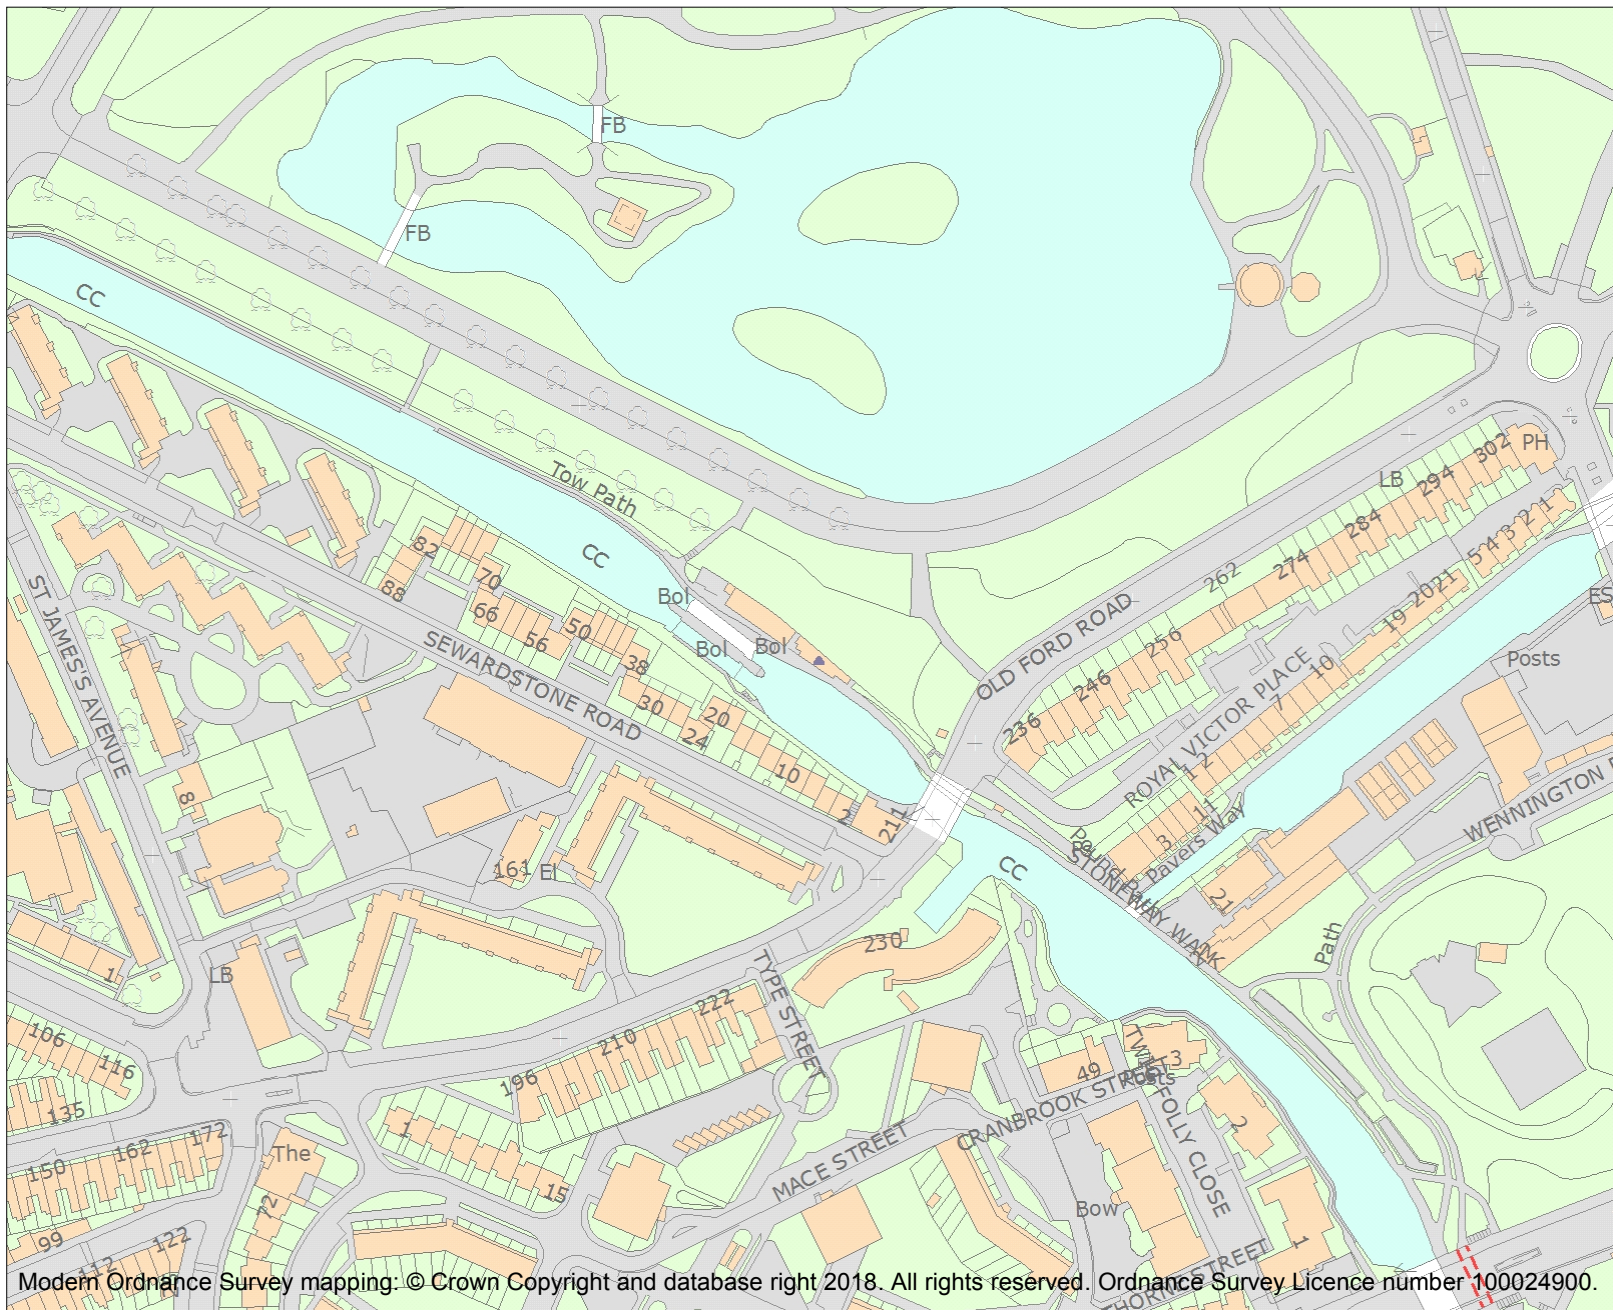 FB
FB
CC
Tow Path
CC
Bol
Bol
Bol
LB
302
PH
294
284
274
262
256
246
236
OLD FORD ROAD
1
2
3
4
5
21
20
19
10
7
ROYAL VICTOR PLACE
2
1
ES
Posts
WENNINGTON
11
3
Pavers Way
STONEWAY WALK
21
CC
Path
82
88
70
66
56
50
38
30
24
20
10
2
211
SEWARDSTONE ROAD
ST JAMES'S AVENUE
8
161
El
1
LB
230
TYPE STREET
222
210
196
106
116
135
150
162
172
The
72
99
112
122
1
15
MACE STREET
CRANBROOK STREET
49
3
Posts
TWIG FOLLY CLOSE
2
Bow
1
Modern Ordnance Survey mapping: © Crown Copyright and database right 2018. All rights reserved. Ordnance Survey Licence number 100024900.